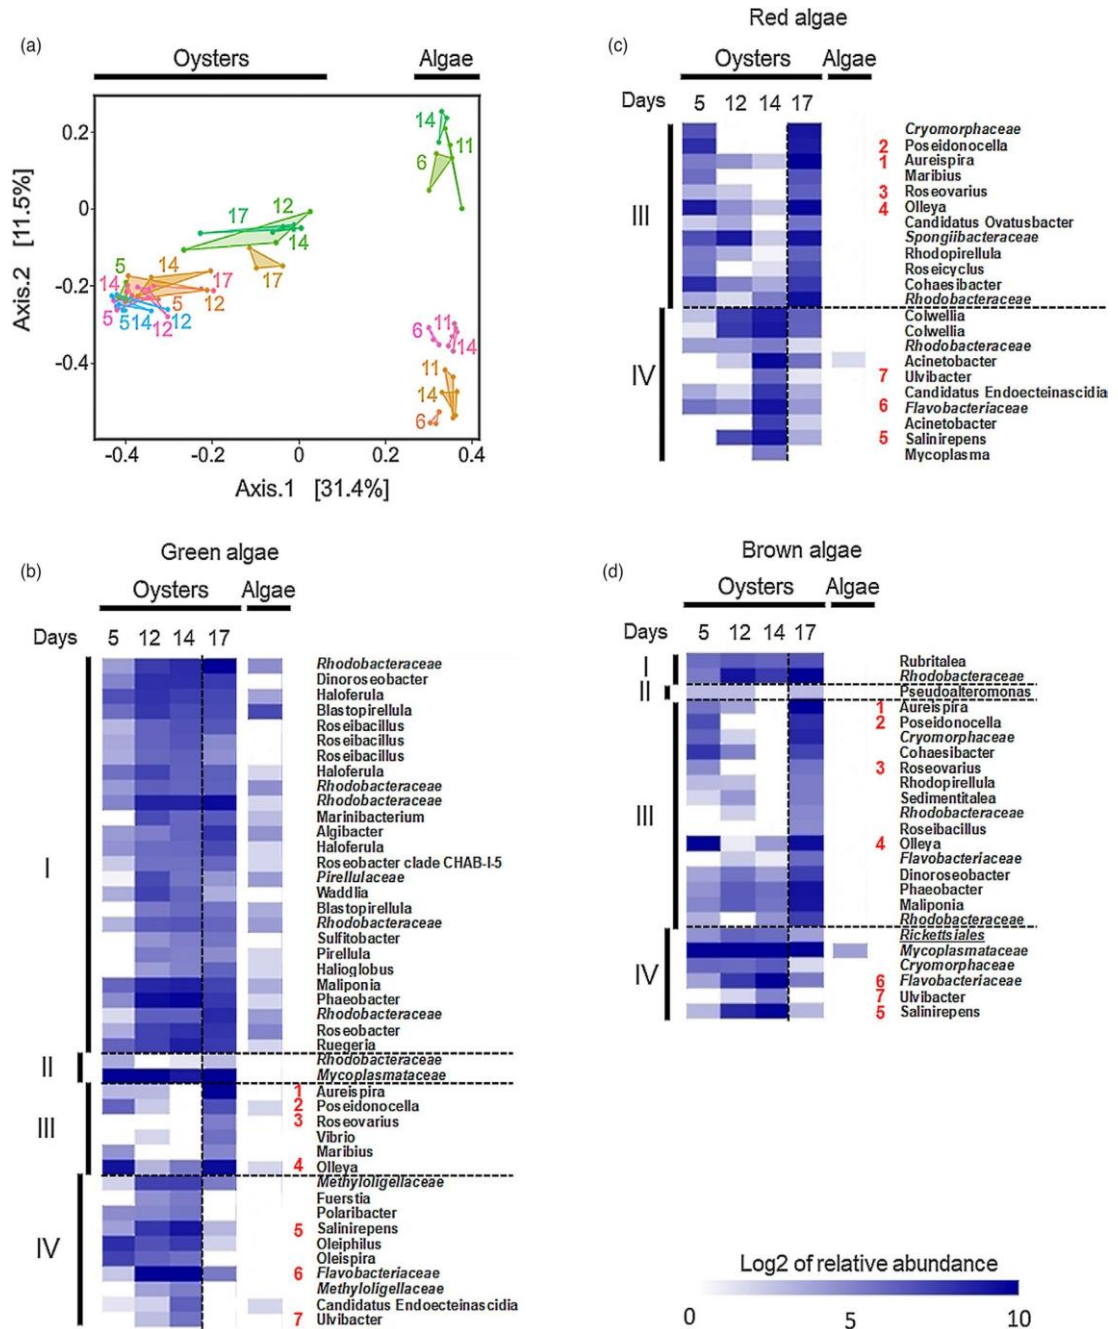 (a)
Oysters
Algae
Axis.2 [11.5%]
0.2
0
-0.2
-0.4
-0.4
-0.2
0
0.2
0.4
Axis.1 [31.4%]
14
11
6
17
12
14
5
14
14
17
17
5
12
5
5
14
12
12
6
11
14
11
14
6
Red algae
(c)
Oysters
Algae
Days
5
12
14
17
III
Cryomorphaceae
2 Poseidonocella
1 Aureispira
Maribius
3 Roseovarius
4 Olleya
Candidatus Ovatusbacter
Spongiibacteraceae
Rhodopirellula
Roseicyclus
Cohaesibacter
Rhodobacteraceae
IV
Colwellia
Colwellia
Rhodobacteraceae
Acinetobacter
7 Ulvibacter
Candidatus Endoecteinascidia
6 Flavobacteriaceae
Acinetobacter
5 Salinirepens
Mycoplasma
Green algae
(b)
Oysters
Algae
Days
5
12
14
17
I
Rhodobacteraceae
Dinoroseobacter
Haloferula
Blastopirellula
Roseibacillus
Roseibacillus
Roseibacillus
Haloferula
Rhodobacteraceae
Rhodobacteraceae
Marinibacterium
Algibacter
Haloferula
Roseobacter clade CHAB-I-5
Pirellulaceae
Waddlia
Blastopirellula
Rhodobacteraceae
Sulfitobacter
Pirellula
Halioglobus
Maliponia
Phaeobacter
Rhodobacteraceae
Roseobacter
Ruegeria
II
Rhodobacteraceae
Mycoplasmataceae
III
1 Aureispira
2 Poseidonocella
3 Roseovarius
Vibrio
Maribius
4 Olleya
IV
Methyloligellaceae
Fuerstia
Polaribacter
5 Salinirepens
Oleiphilus
Oleispira
6 Flavobacteriaceae
Methyloligellaceae
Candidatus Endoecteinascidia
7 Ulvibacter
Brown algae
(d)
Oysters
Algae
Days
5
12
14
17
I
Rubritalea
Rhodobacteraceae
II
Pseudoalteromonas
III
1 Aureispira
2 Poseidonocella
Cryomorphaceae
Cohaesibacter
3 Roseovarius
Rhodopirellula
Sedimentitalea
Rhodobacteraceae
Roseibacillus
4 Olleya
Flavobacteriaceae
Dinoroseobacter
Phaeobacter
Maliponia
Rhodobacteraceae
IV
Rickettsiales
Mycoplasmataceae
Cryomorphaceae
6 Flavobacteriaceae
7 Ulvibacter
5 Salinirepens
Log2 of relative abundance
0
5
10